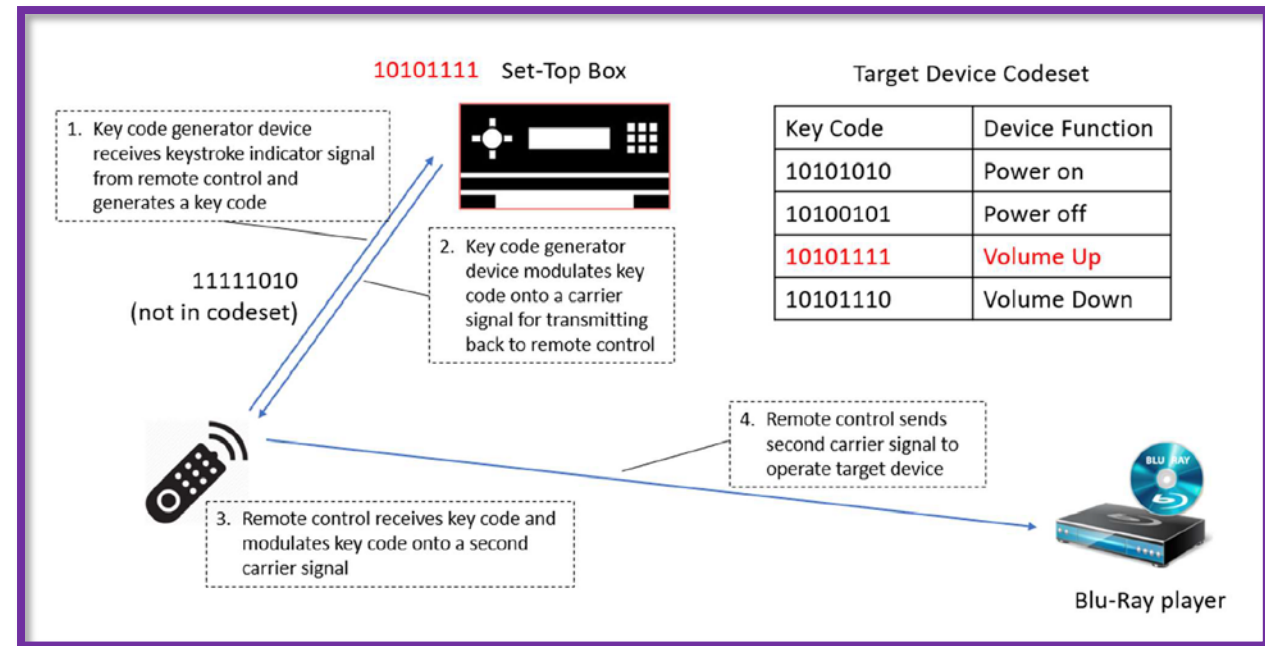 10101111 Set-Top Box
1. Key code generator device
receives keystroke indicator signal
from remote control and
generates a key code
Target Device Codeset
Key Code Device Function
10101010 Power on
10100101 Power off
10101111 Volume Up
10101110 Volume Down
2. Key code generator
device modulates key
code onto a carrier
signal for transmitting
back to remote control
11111010
(not in codeset)
4. Remote control sends
second carrier signal to
operate target device
3. Remote control receives key code and
modulates key code onto a second
carrier signal
BLU RAY
Blu-Ray player